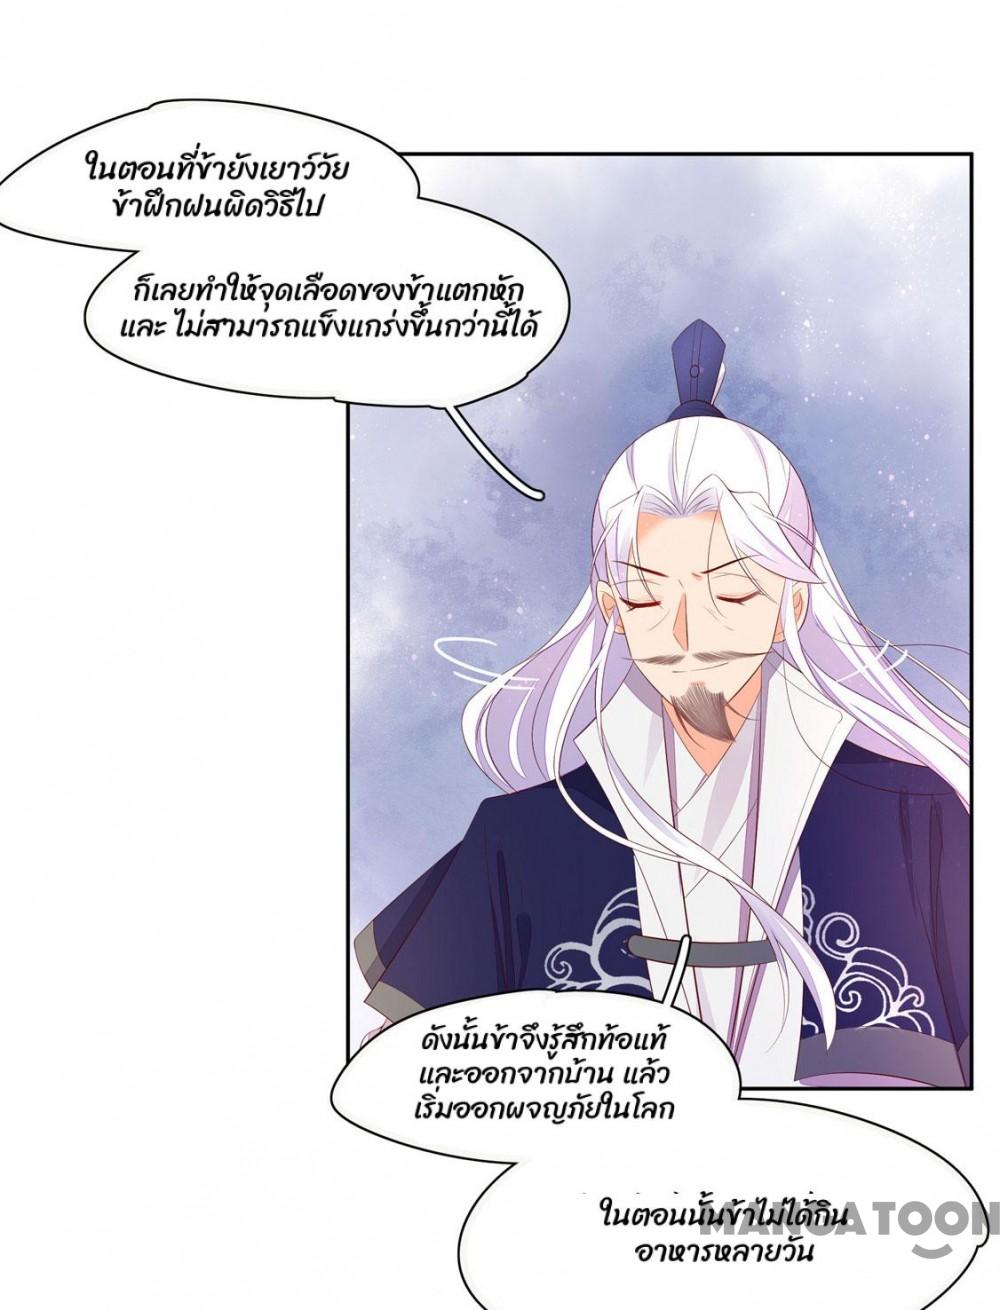 ในตอนที่ข้ายังเยาว์วัย
ข้าฝึกฝนผิดวิธีไป
ก็เลยทำให้จุดเลือดของข้าแตกหัก
และ ไม่สามารถแข็งแกร่งขึ้นกว่านี้ได้
ดังนั้นข้าจึงรู้สึกท้อแท้
และออกจากบ้าน แล้ว
เริ่มออกผจญภัยในโลก
ในตอนนั้นข้าไม่ได้กิน
อาหารหลายวัน
MANGATOON